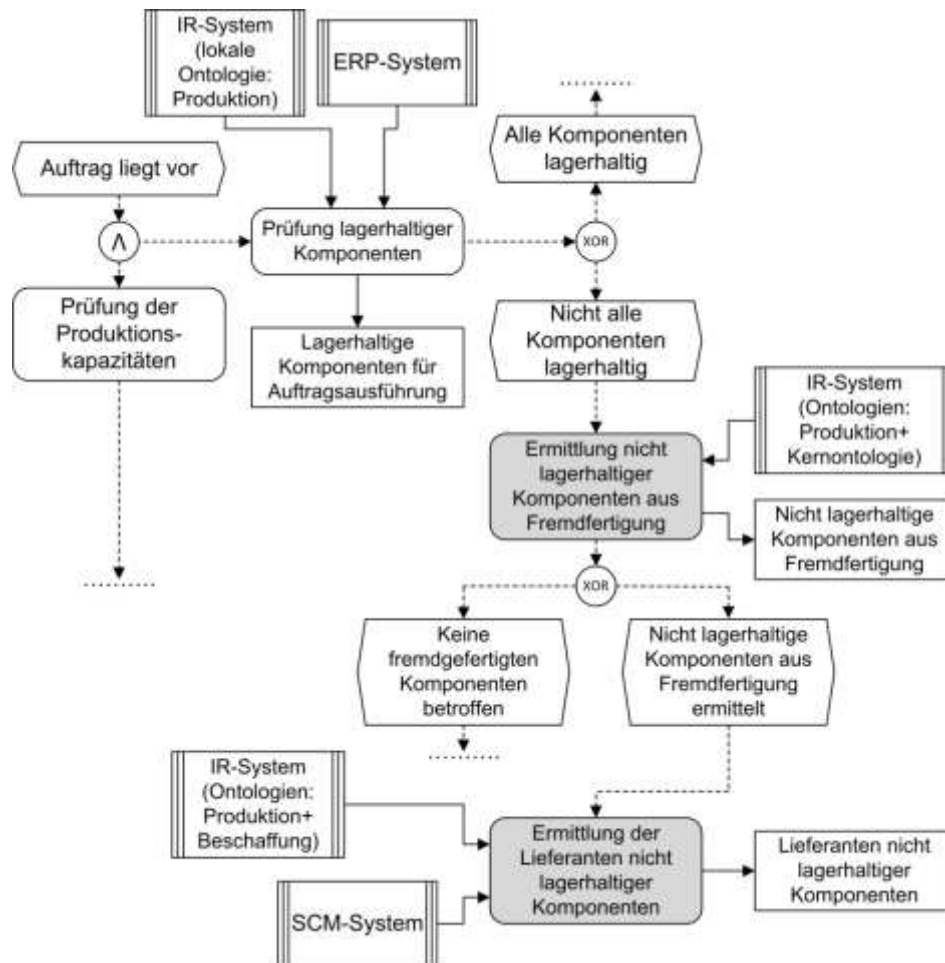 IR-System
(lokale
Ontologie:
Produktion)
ERP-System
Alle Komponenten
lagerhaltig
Auftrag liegt vor
Λ
Prüfung lagerhaltiger
Komponenten
XOR
Prüfung der
Produktions-
kapazitäten
Lagerhaltige
Komponenten für
Auftragsausführung
Nicht alle
Komponenten
lagerhaltig
IR-System
(Ontologien:
Produktion+
Kernontologie)
Ermittlung nicht
lagerhaltiger
Komponenten aus
Fremdfertigung
Nicht lagerhaltige
Komponenten aus
Fremdfertigung
XOR
Keine
fremdgefertigten
Komponenten
betroffen
Nicht lagerhaltige
Komponenten aus
Fremdfertigung
ermittelt
IR-System
(Ontologien:
Produktion+
Beschaffung)
Ermittlung der
Lieferanten nicht
lagerhaltiger
Komponenten
Lieferanten nicht
lagerhaltiger
Komponenten
SCM-System